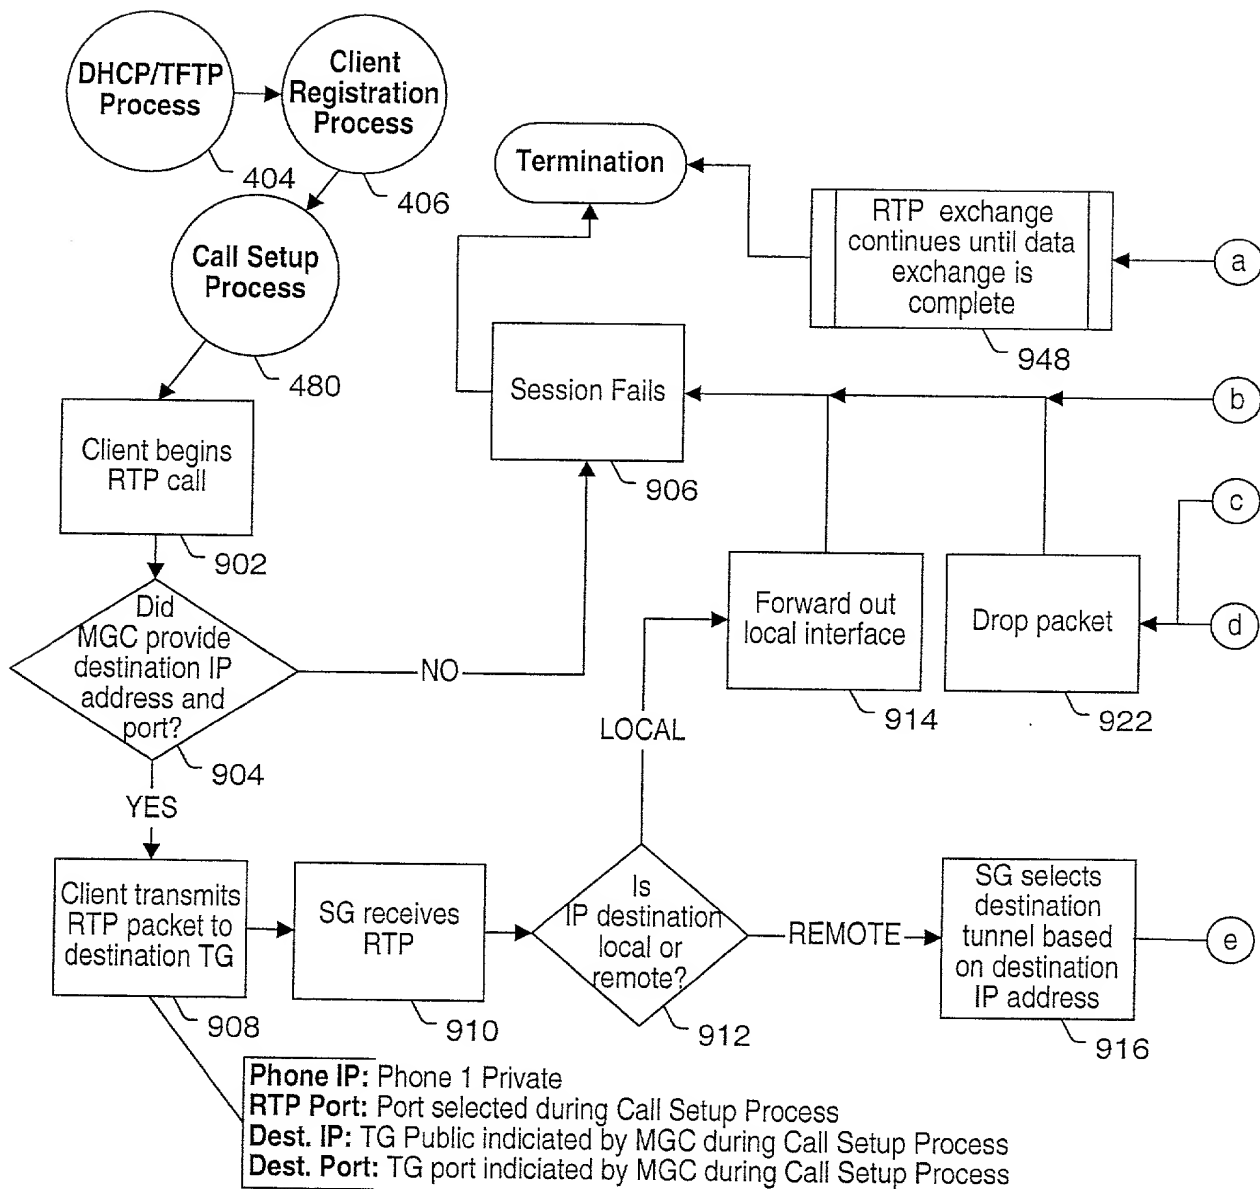 DHCP/TFTP
Process
404
Client
Registration
Process
406
Termination
RTP exchange
continues until data
exchange is
complete
948
a
Call Setup
Process
480
Session Fails
906
b
Client begins
RTP call
902
c
Did
MGC provide
destination IP
address and
port?
904
NO
YES
Forward out
local interface
914
Drop packet
922
d
LOCAL
Client transmits
RTP packet to
destination TG
908
SG receives
RTP
910
Is
IP destination
local or
remote?
912
REMOTE
SG selects
destination
tunnel based
on destination
IP address
916
e
Phone IP: Phone 1 Private
RTP Port: Port selected during Call Setup Process
Dest. IP: TG Public indiciated by MGC during Call Setup Process
Dest. Port: TG port indiciated by MGC during Call Setup Process